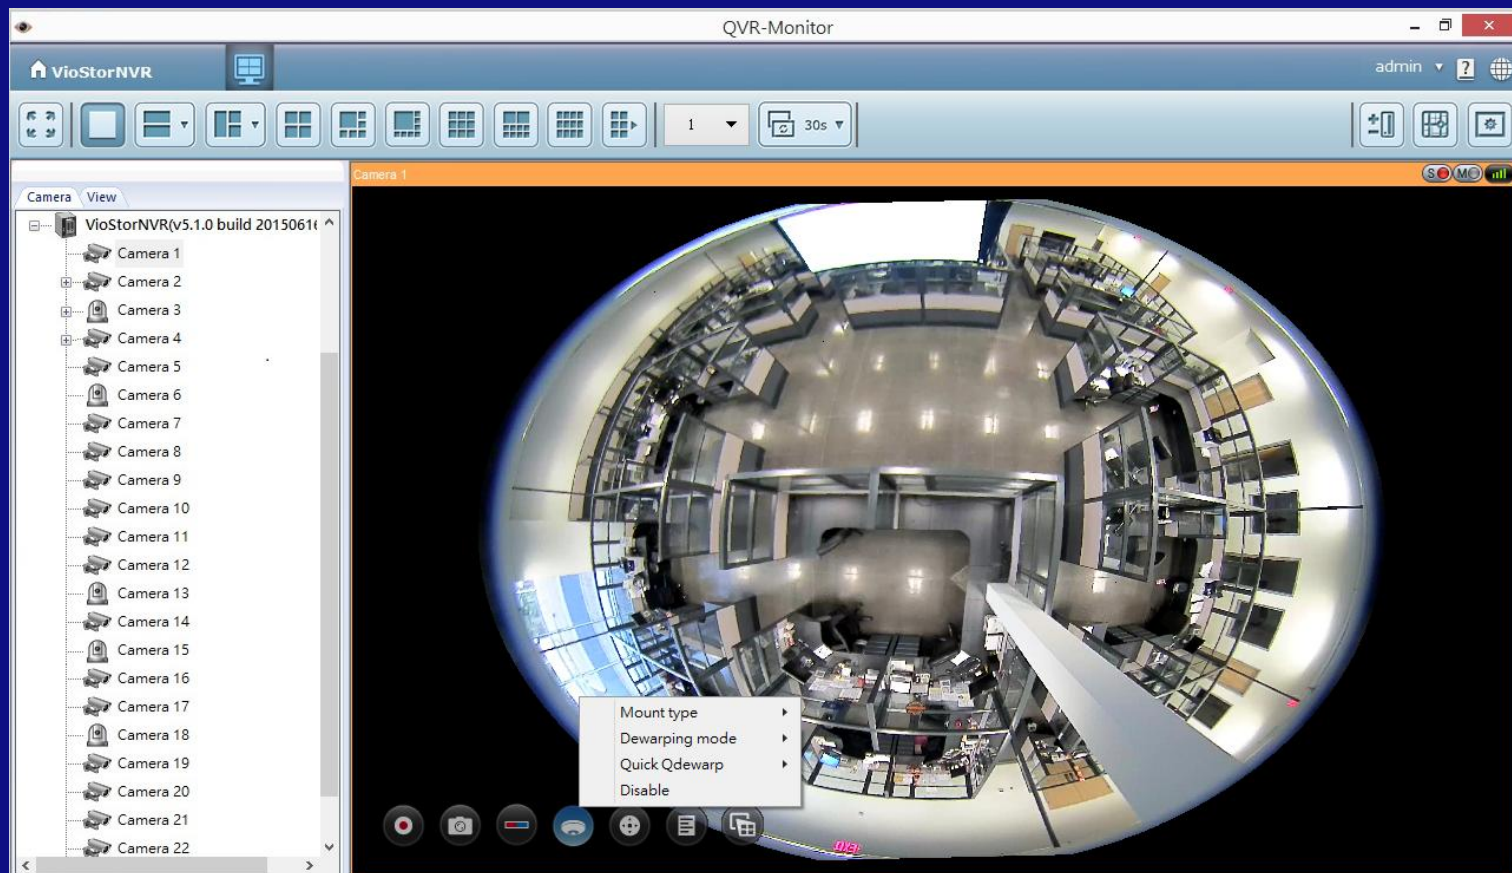 QVR-Monitor
VioStorNVR
admin ▼ ?
1 30s
Camera 1
S M
Camera View
VioStorNVR(v5.1.0 build 2015061
Camera 1
Camera 2
Camera 3
Camera 4
Camera 5
Camera 6
Camera 7
Camera 8
Camera 9
Camera 10
Camera 11
Camera 12
Camera 13
Camera 14
Camera 15
Camera 16
Camera 17
Camera 18
Camera 19
Camera 20
Camera 21
Camera 22
Mount type
Dewarping mode
Quick Qdewarp
Disable